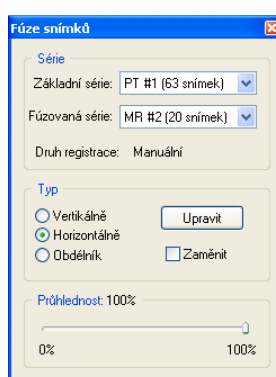 Fúze snímků
Série
Základní série: PT #1 (63 snímek)
Fúzovaná série: MR #2 (20 snímek)
Druh registrace: Manuální
Typ
Vertikálně
Upravit
Horizontálně
Obdélník
Zaměnit
Průhlednost: 100%
0% 100%